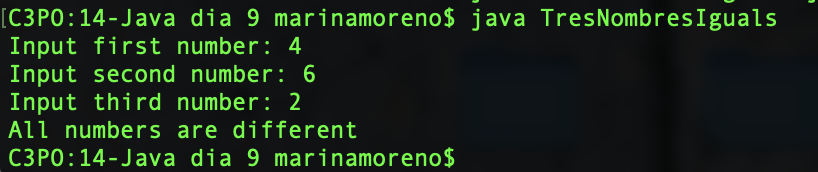 [C3PO:14-Java dia 9 marinamoreno$ java TresNombresIguals
Input first number: 4
Input second number: 6
Input third number: 2
All numbers are different
C3PO:14-Java dia 9 marinamoreno$